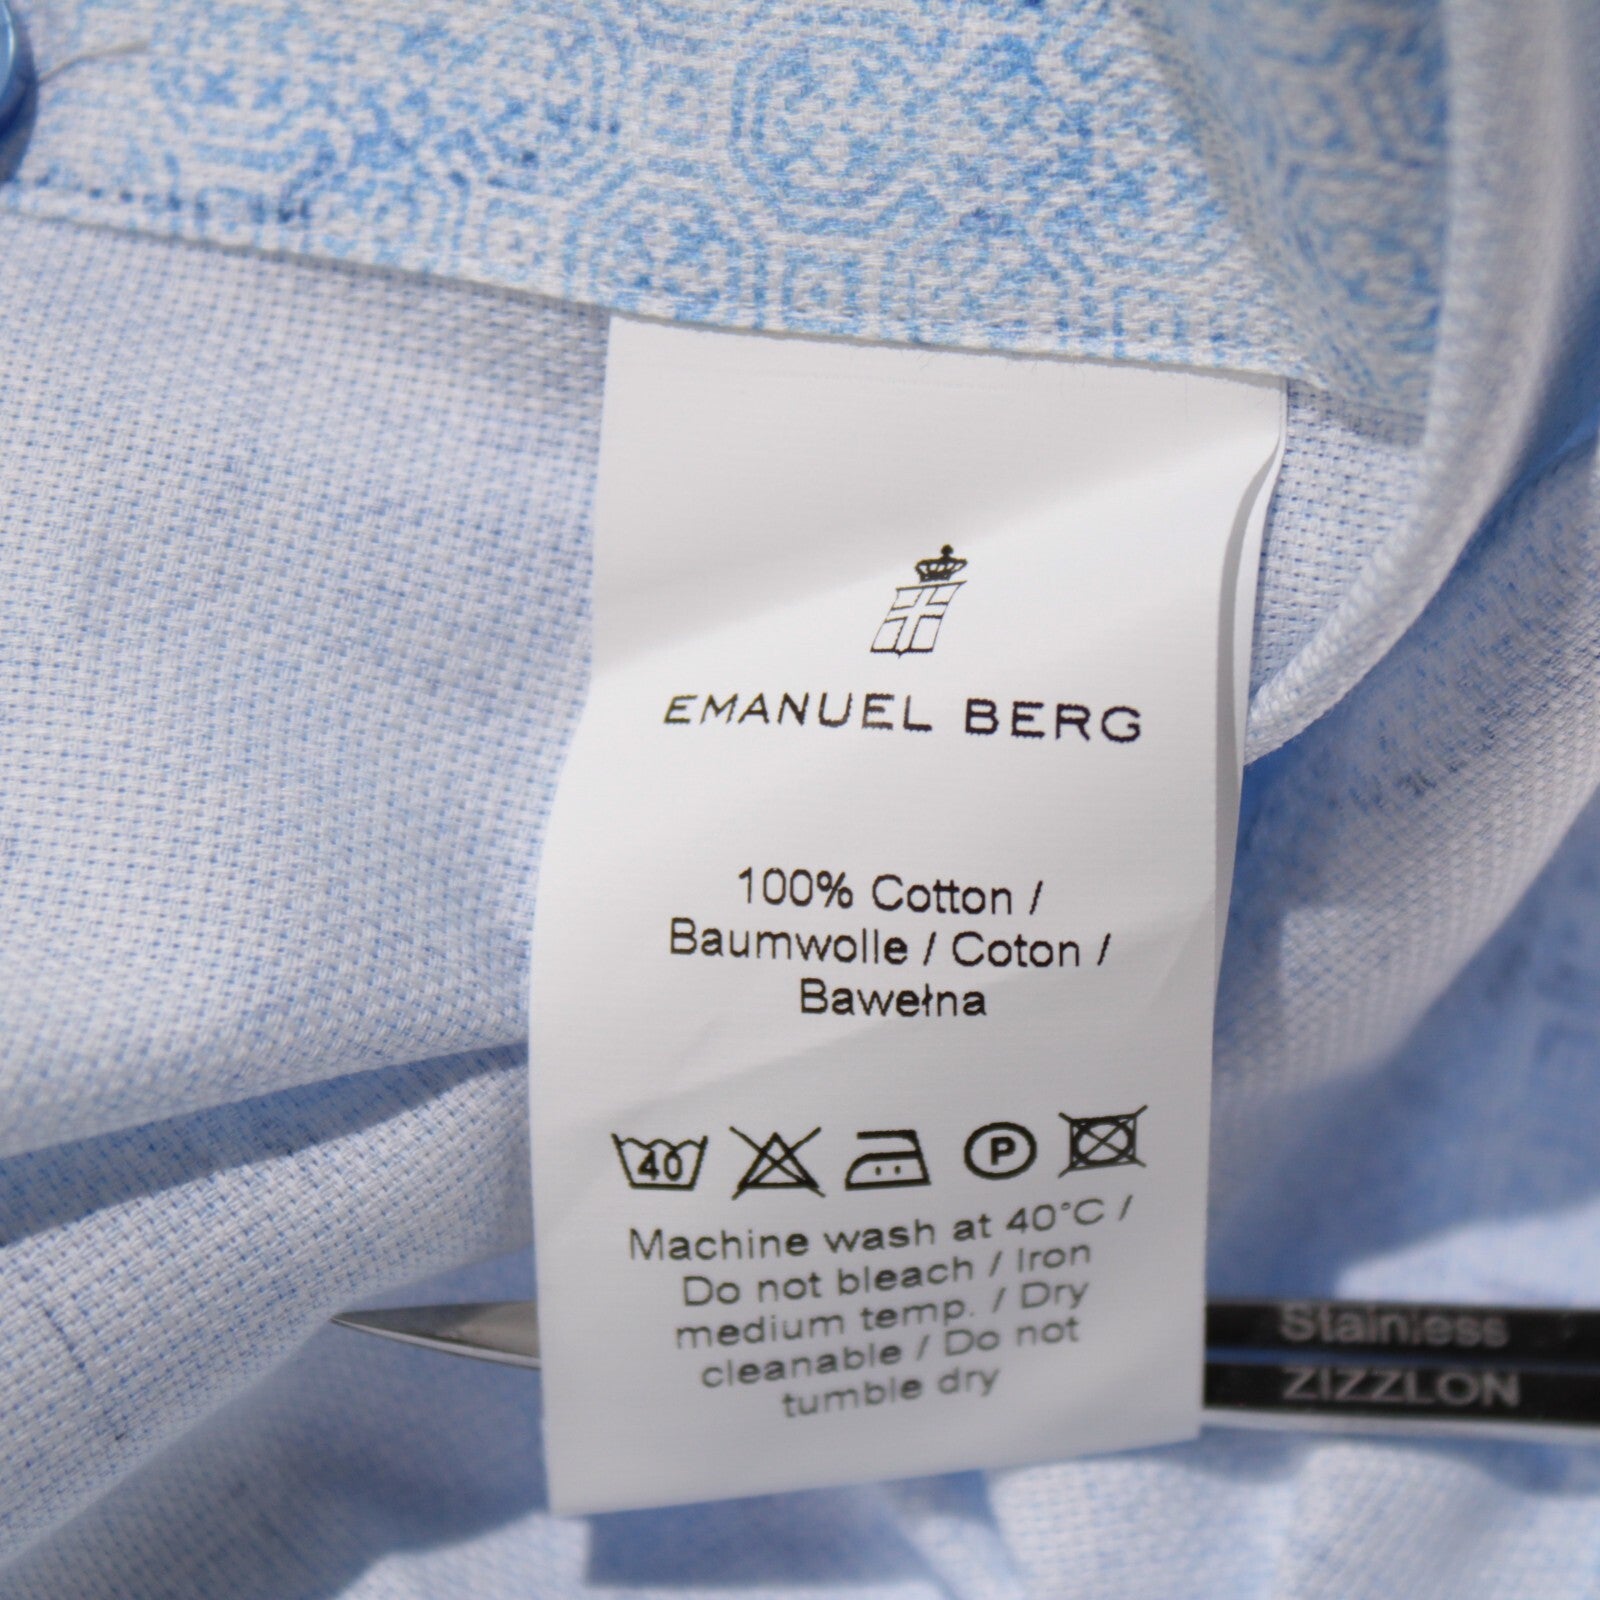 EMANUEL BERG
100% Cotton /
Baumwolle / Coton /
Bawełna
40
P
Machine wash at 40°C /
Do not bleach / Iron
medium temp. / Dry
cleanable / Do not
tumble dry
Stainless
ZIZZLON